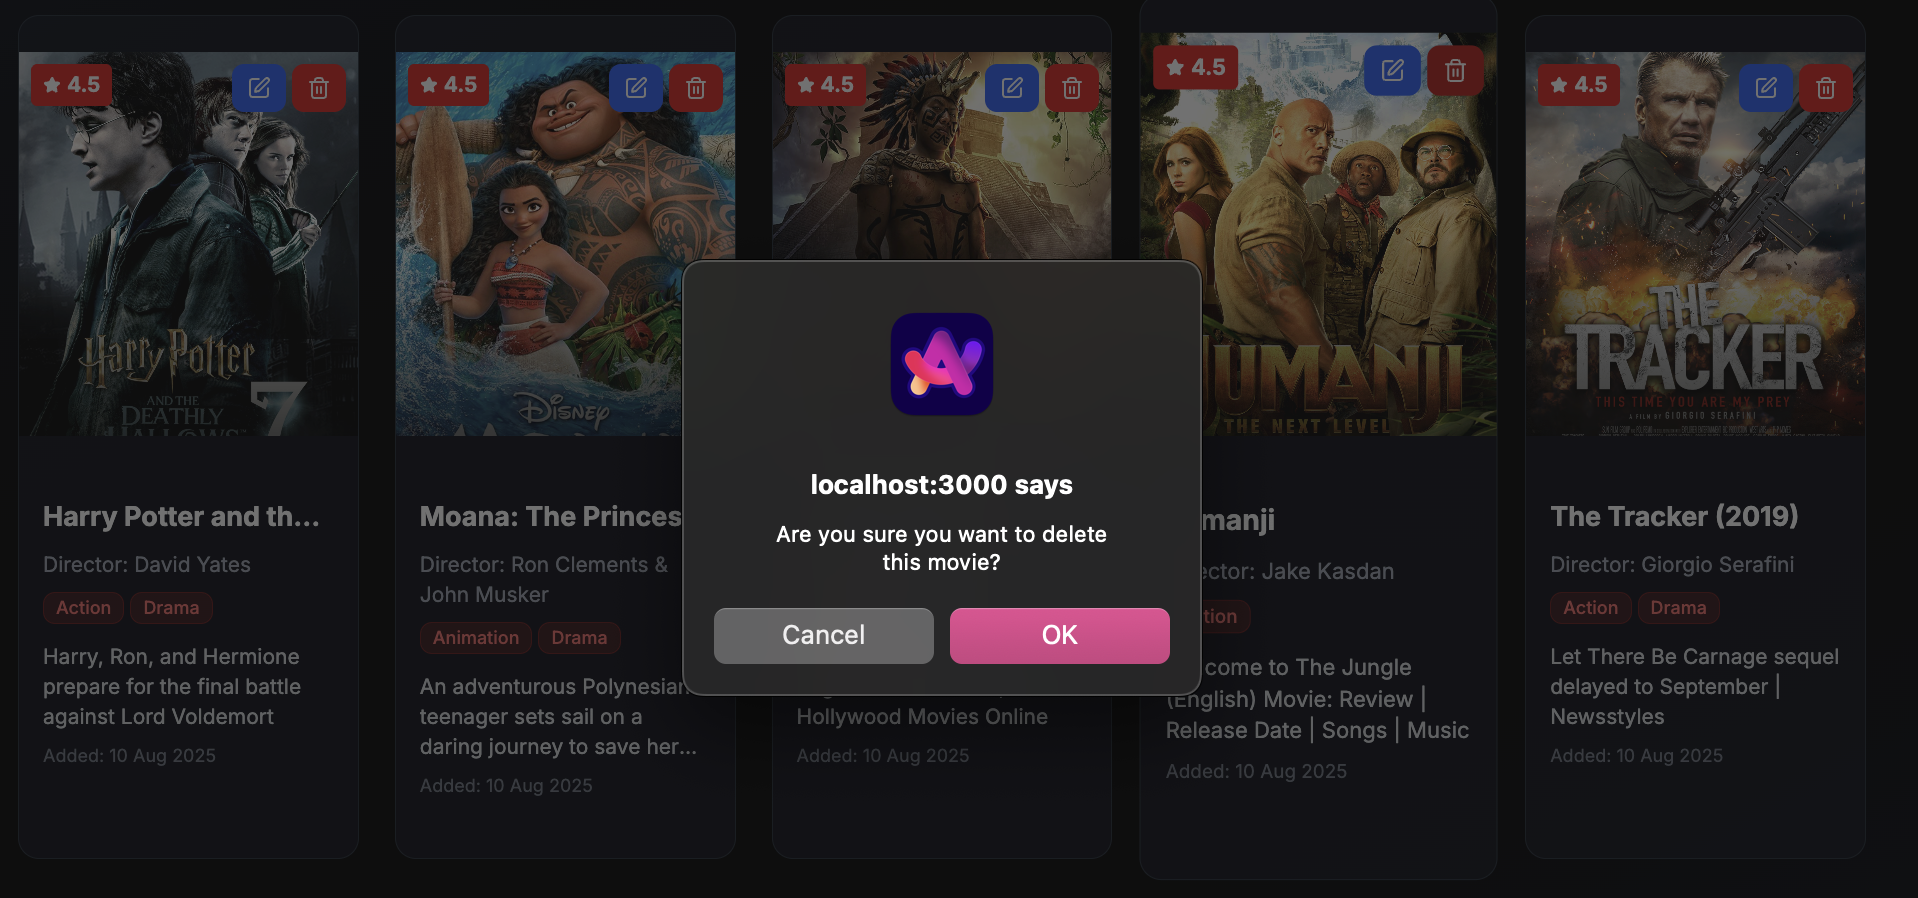 4.5
Harry Potter
AND THE
DEATHLY
HALLOWS
7
Harry Potter and th...
Director: David Yates
Action
Drama
Harry, Ron, and Hermione
prepare for the final battle
against Lord Voldemort
Added: 10 Aug 2025
4.5
Disney
Moana: The Princes
Director: Ron Clements &
John Musker
Animation
Drama
An adventurous Polynesian
teenager sets sail on a
daring journey to save her...
Added: 10 Aug 2025
4.5
Hollywood Movies Online
Added: 10 Aug 2025
localhost:3000 says
Are you sure you want to delete
this movie?
Cancel
OK
4.5
JUMANJI
THE NEXT LEVEL
manji
ector: Jake Kasdan
tion
come to The Jungle
(English) Movie: Review |
Release Date | Songs | Music
Added: 10 Aug 2025
4.5
THE
TRACKER
THIS TIME YOU ARE MY PREY
A FILM BY GIORGIO SERAFINI
The Tracker (2019)
Director: Giorgio Serafini
Action
Drama
Let There Be Carnage sequel
delayed to September |
Newsstyles
Added: 10 Aug 2025